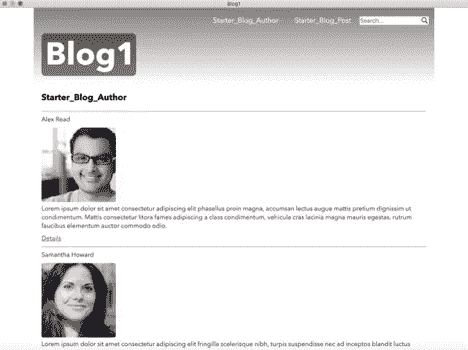 Blog1
Starter_Blog_Author
Starter_Blog_Post
Search...
Blog1
Starter_Blog_Author
Alex Read
Lorem ipsum dolor sit amet consectetur adipiscing elit phasellus proin magna, accumsan lectus augue mattis pretium dignissim ut
condimentum. Mattis consectetur litora fames adipiscing a class condimentum, vehicula cras lacinia magna mauris egestas, rutrum
faucibus elementum auctor commodo odio.
Details
Samantha Howard
Lorem ipsum dolor sit amet consectetur adipiscing elit fringilla scelerisque nibh, turpis suspendisse nec ad inceptos blandit luctus